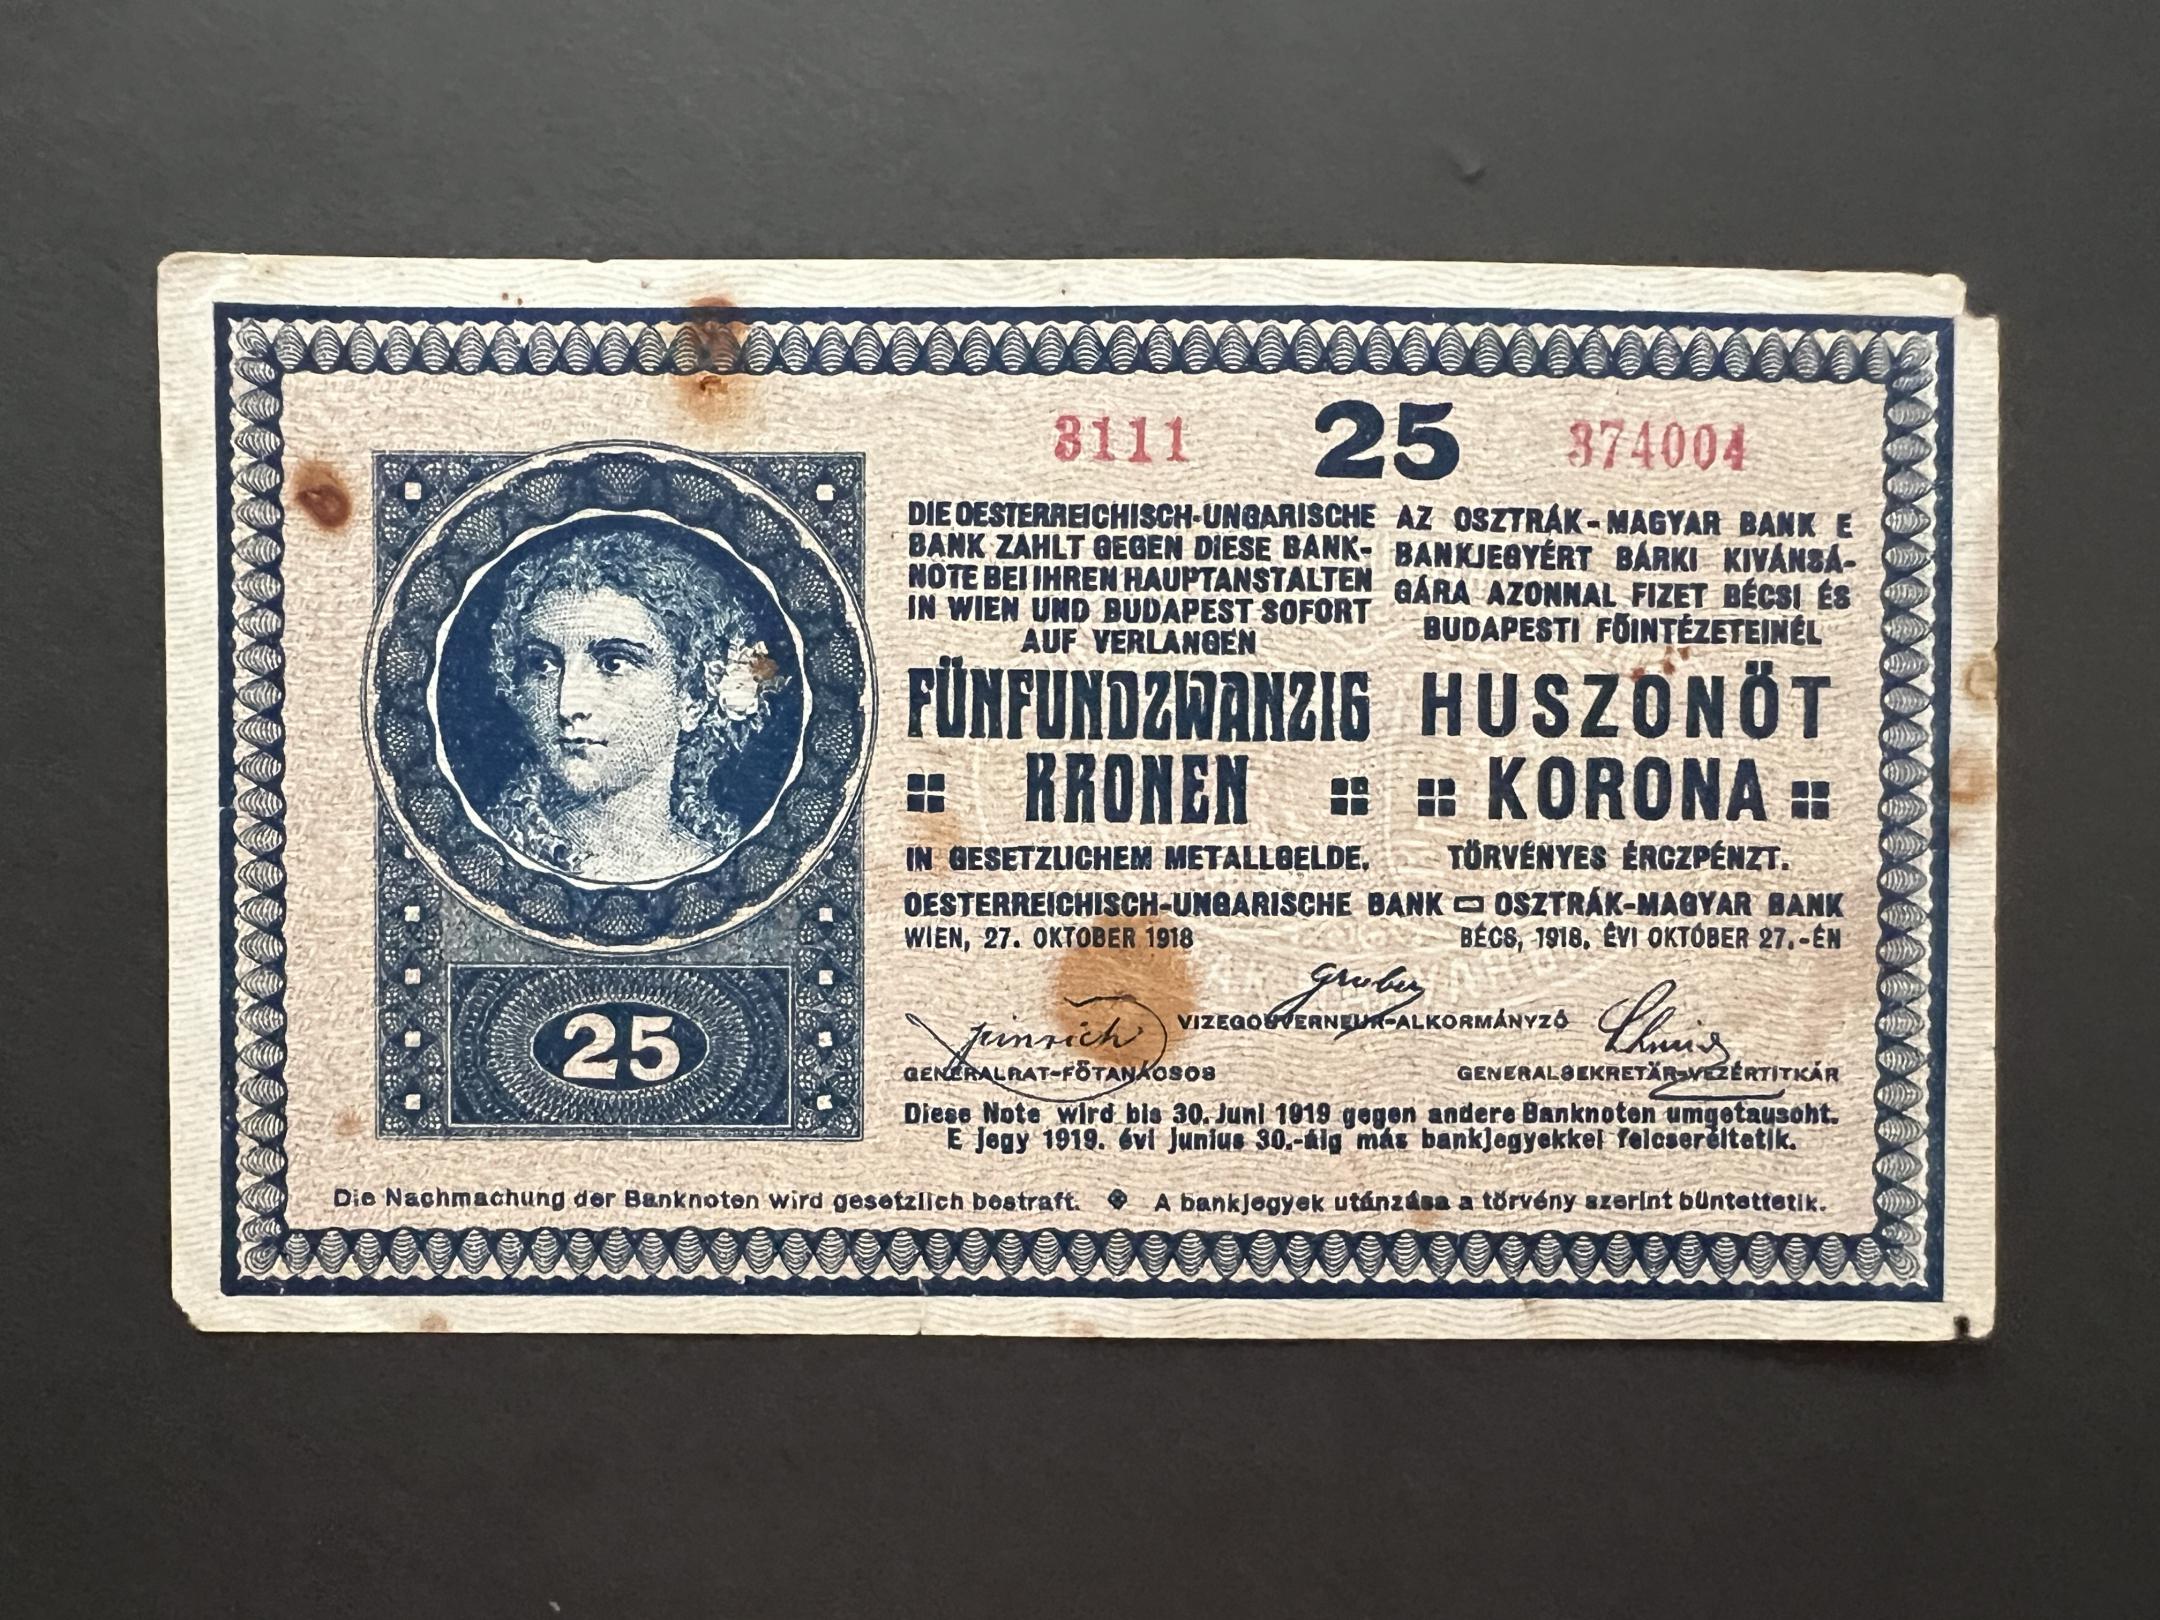 3111 25 374004
DIE OESTERREICHISCH-UNGARISCHE
BANK ZAHLT GEGEN DIESE BANK-
NOTE BEI IHREN HAUPTANSTALTEN
IN WIEN UND BUDAPEST SOFORT
AUF VERLANGEN
FÜNFUNDZWANZIG
KRONEN
IN GESETZLICHEM METALLGELDE.
AZ OSZTRÁK-MAGYAR BANK E
BANKJEGYÉRT BÁRKI KIVÁNSÁ-
GÁRA AZONNAL FIZET BÉCSI ÉS
BUDAPESTI FŐINTÉZETEINÉL
HUSZONÖT
KORONA
TÖRVÉNYES ÉRCZPÉNZT.
OESTERREICHISCH-UNGARISCHE BANK OSZTRÁK-MAGYAR BANK
WIEN, 27. OKTOBER 1918 BÉCS, 1918. ÉVI OKTÓBER 27.-ÉN
Gruber
VIZEGOUVERNEUR-ALKORMÁNYZÓ
Schmid
GENERALRAT-FŐTANÁCSOS GENERALSEKRETÄR-VEZÉRTITKÁR
Diese Note wird bis 30. Juni 1919 gegen andere Banknoten umgetauscht.
E jegy 1919. évi junius 30.-áig más bankjegyekkel felcseréltetik.
25
Die Nachmachung der Banknoten wird gesetzlich bestraft. A bankjegyek utánzása a törvény szerint büntettetik.